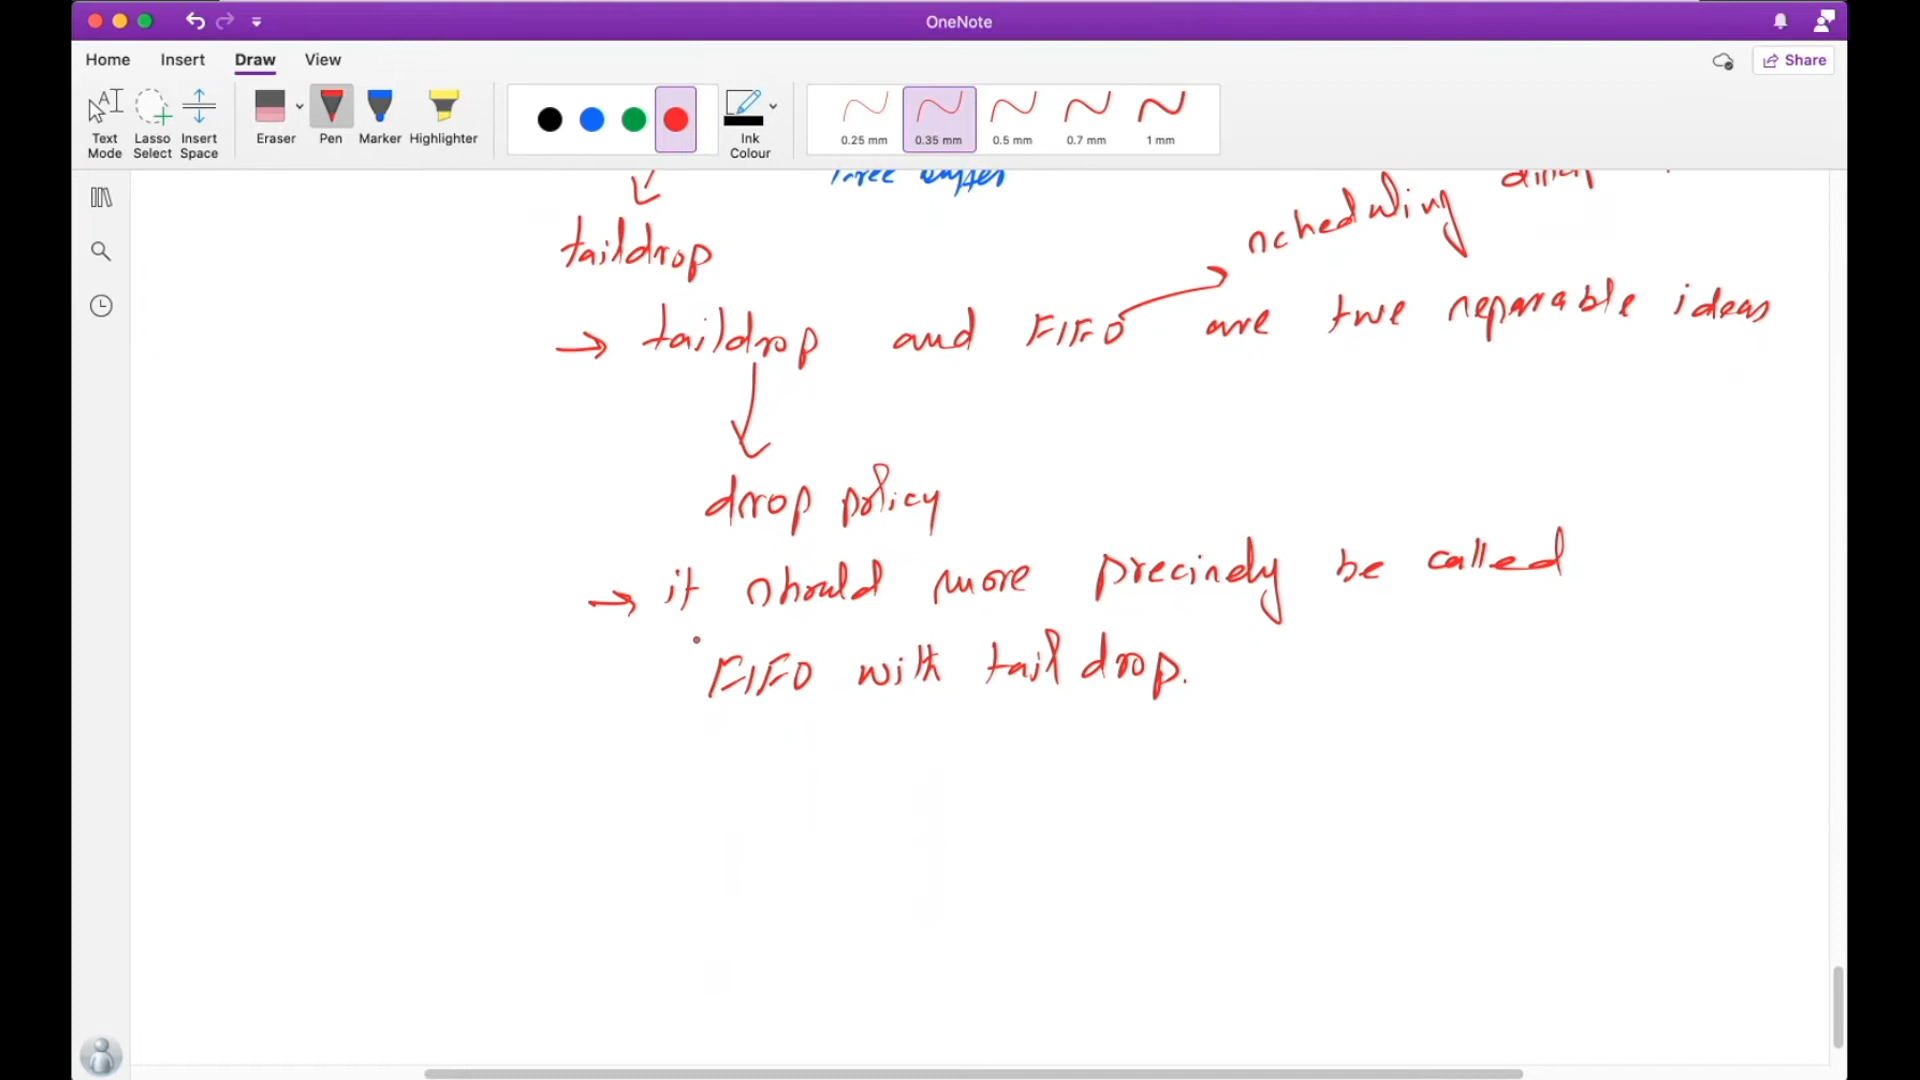 OneNote
Home Insert Draw View
Share
Text Mode
Lasso Select
Insert Space
Eraser
Pen
Marker
Highlighter
Ink Colour
0.25 mm
0.35 mm
0.5 mm
0.7 mm
1 mm
scheduling
taildrop
→ taildrop and FIFO are two separable ideas
drop policy
→ it should more precisely be called
FIFO with tail drop.